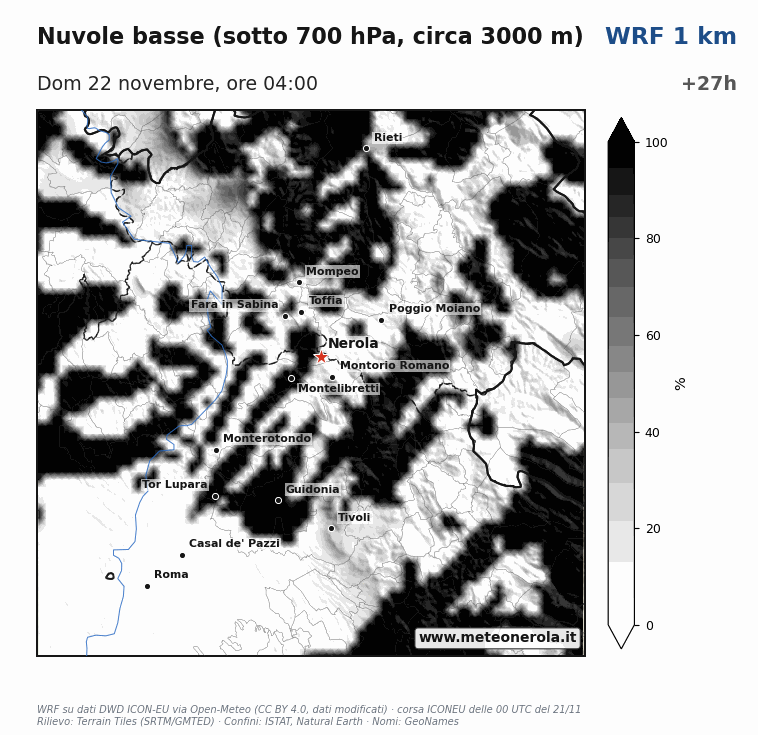 Nuvole basse (sotto 700 hPa, circa 3000 m) WRF 1 km
Dom 22 novembre, ore 04:00 +27h
Rieti
100
80
Mompeo
Fara in Sabina
Toffia
Poggio Moiano
60
Nerola
Montorio Romano
%
Montelibretti
Monterotondo
40
Tor Lupara
Guidonia
Tivoli
20
Casal de' Pazzi
Roma
0
www.meteonerola.it
WRF su dati DWD ICON-EU via Open-Meteo (CC BY 4.0, dati modificati) · corsa ICONEU delle 00 UTC del 21/11
Rilievo: Terrain Tiles (SRTM/GMTED) · Confini: ISTAT, Natural Earth · Nomi: GeoNames